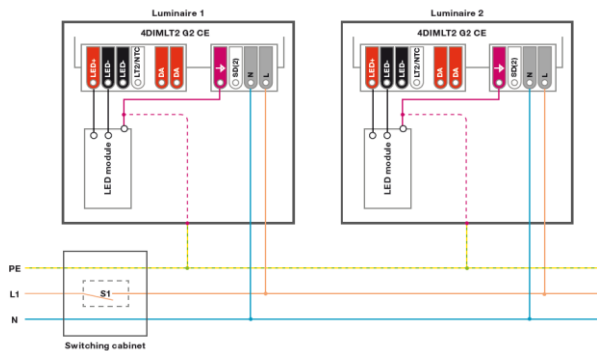 Luminaire 1
4DIMLT2 G2 CE
LED+
LED-
LED-
LT2/NTC
DA
DA
SD(2)
N
L
LED module
Luminaire 2
4DIMLT2 G2 CE
LED+
LED-
LED-
LT2/NTC
DA
DA
SD(2)
N
L
LED module
PE
L1
S1
N
Switching cabinet